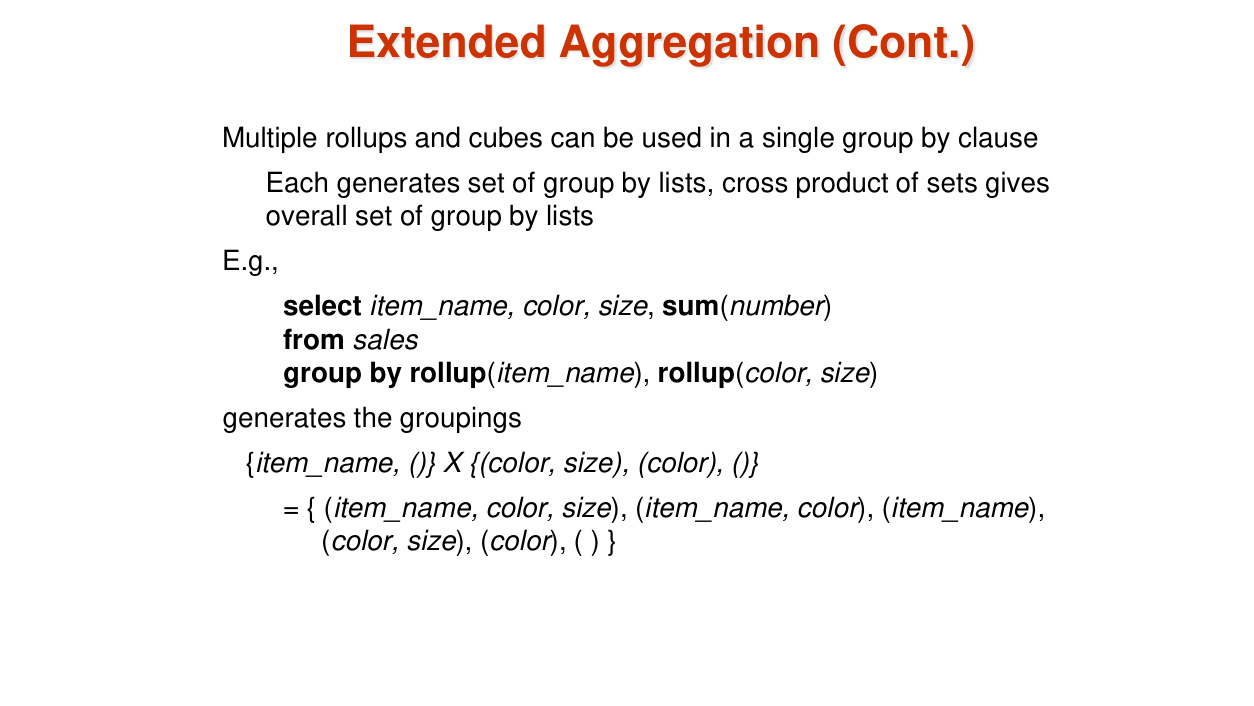 Extended Aggregation (Cont.)
Multiple rollups and cubes can be used in a single group by clause
Each generates set of group by lists, cross product of sets gives
overall set of group by lists
E.g.,
select item_name, color, size, sum(number)
from sales
group by rollup(item_name), rollup(color, size)
generates the groupings
{item_name, ()} X {(color, size), (color), ()}
= { (item_name, color, size), (item_name, color), (item_name),
(color, size), (color), ( ) }